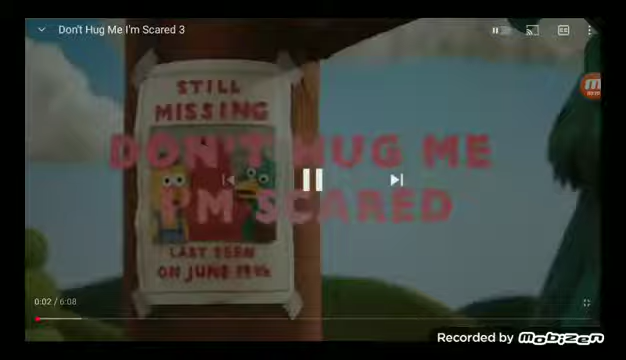 Don't Hug Me I'm Scared 3
STILL
MISSING
DON'T HUG ME
I'M SCARED
LAST SEEN
ON JUNE 19th
0:02 / 6:08
Recorded by Mobizen